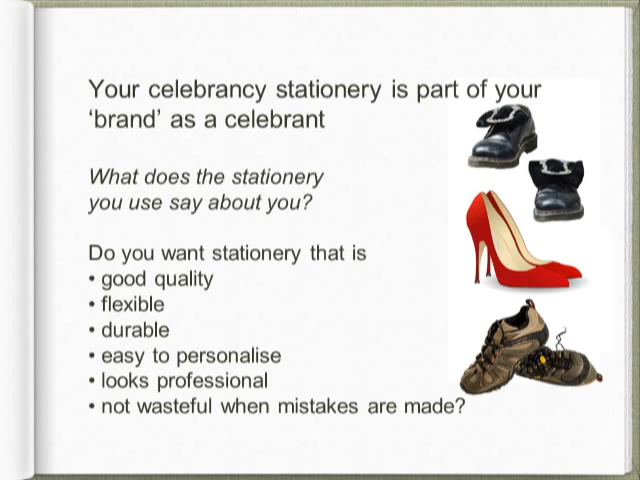 Your celebrancy stationery is part of your
‘brand’ as a celebrant
What does the stationery
you use say about you?
Do you want stationery that is
• good quality
• flexible
• durable
• easy to personalise
• looks professional
• not wasteful when mistakes are made?